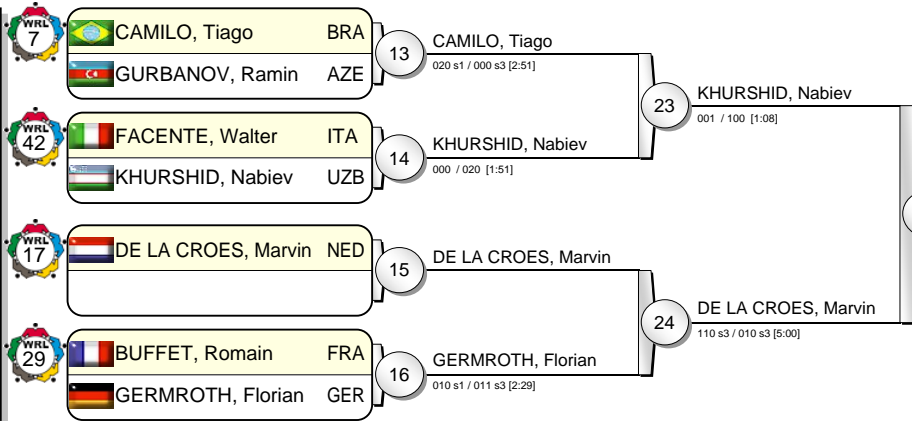 WRL
7
CAMILO, Tiago BRA
GURBANOV, Ramin AZE
13
CAMILO, Tiago
020 s1 / 000 s3 [2:51]
WRL
42
FACENTE, Walter ITA
KHURSHID, Nabiev UZB
14
KHURSHID, Nabiev
000 / 020 [1:51]
23
KHURSHID, Nabiev
001 / 100 [1:08]
WRL
17
DE LA CROES, Marvin NED
15
DE LA CROES, Marvin
WRL
29
BUFFET, Romain FRA
GERMROTH, Florian GER
16
GERMROTH, Florian
010 s1 / 011 s3 [2:29]
24
DE LA CROES, Marvin
110 s3 / 010 s3 [5:00]